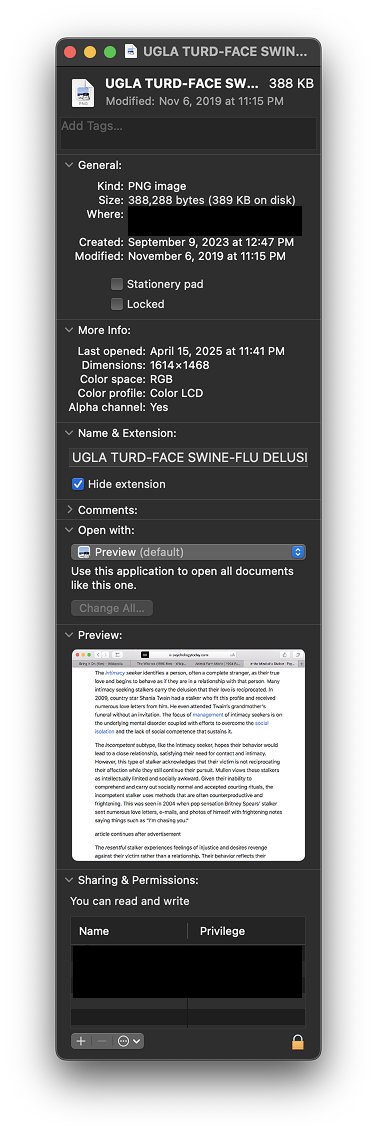 UGLA TURD-FACE SWIN...
UGLA TURD-FACE SW... 388 KB
Modified: Nov 6, 2019 at 11:15 PM
Add Tags...
General:
Kind: PNG image
Size: 388,288 bytes (389 KB on disk)
Where:
Created: September 9, 2023 at 12:47 PM
Modified: November 6, 2019 at 11:15 PM
Stationery pad
Locked
More Info:
Last opened: April 15, 2025 at 11:41 PM
Dimensions: 1614×1468
Color space: RGB
Color profile: Color LCD
Alpha channel: Yes
Name & Extension:
UGLA TURD-FACE SWINE-FLU DELUSI
Hide extension
Comments:
Open with:
Preview (default)
Use this application to open all documents
like this one.
Change All...
Preview:
psychologytoday.com
The intimacy seeker identifies a person, often a complete stranger, as their true
love and begins to behave as if they are in a relationship with that person. Many
intimacy seeking stalkers carry the delusion that their love is reciprocated. In
2009, country star Shania Twain had a stalker who fit this profile and received
numerous love letters from him. He even attended Twain's grandmother's
funeral without an invitation. The focus of management of intimacy seekers is on
the underlying mental disorder coupled with efforts to overcome the social
isolation and the lack of social competence that sustains it.
The incompetent subtype, like the intimacy seeker, hopes their behavior would
lead to a close relationship, satisfying their need for contact and intimacy.
However, this type of stalker acknowledges that their victim is not reciprocating
their affection while they still continue their pursuit. Mullen views these stalkers
as intellectually limited and socially awkward. Given their inability to
comprehend and carry out socially normal and accepted courting rituals, the
incompetent stalker uses methods that are often counterproductive and
frightening. This was seen in 2004 when pop sensation Britney Spears' stalker
sent numerous love letters, e-mails, and photos of himself with frightening notes
saying things such as "I'm chasing you."
article continues after advertisement
The resentful stalker experiences feelings of injustice and desires revenge
against their victim rather than a relationship. Their behavior reflects their
Sharing & Permissions:
You can read and write
Name Privilege